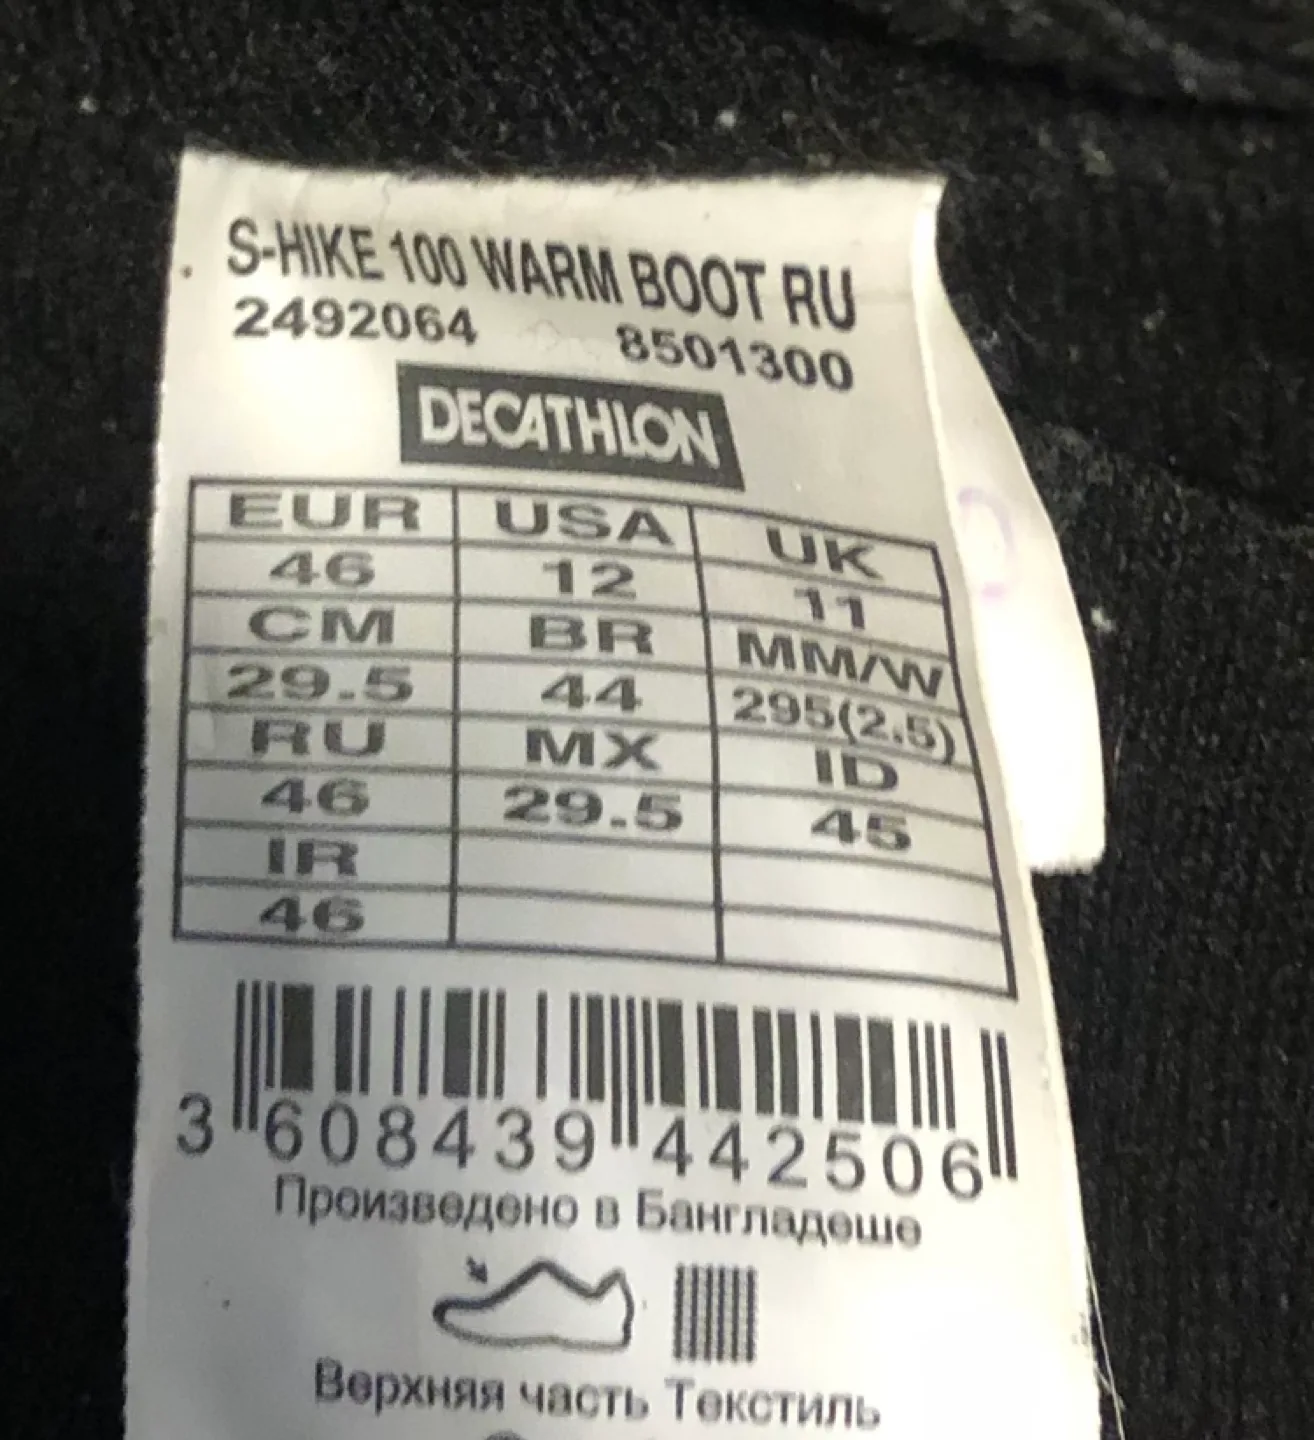 S-HIKE 100 WARM BOOT RU
2492064 8501300
DECATHLON
EUR USA UK
46 12 11
CM BR MM/W
29.5 44 295(2.5)
RU MX ID
46 29.5 45
IR
46
3 608439 442506
Произведено в Бангладеше
Верхняя часть Текстиль